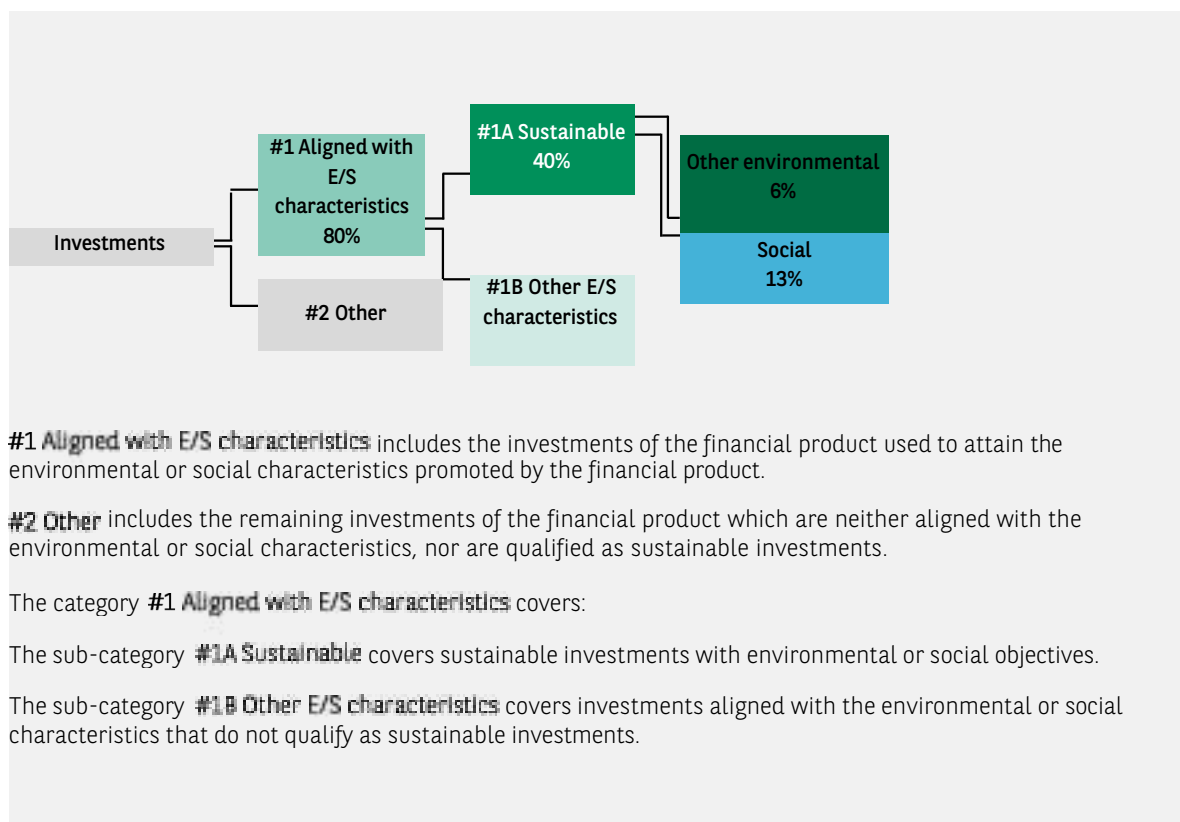 #1A Sustainable
40%
#1 Aligned with
E/S
characteristics
80%
Other environmental
6%
Investments
Social
13%
#1B Other E/S
characteristics
#2 Other
#1 Aligned with E/S characteristics includes the investments of the financial product used to attain the
environmental or social characteristics promoted by the financial product.
#2 Other includes the remaining investments of the financial product which are neither aligned with the
environmental or social characteristics, nor are qualified as sustainable investments.
The category #1 Aligned with E/S characteristics covers:
The sub-category #1A Sustainable covers sustainable investments with environmental or social objectives.
The sub-category #1B Other E/S characteristics covers investments aligned with the environmental or social
characteristics that do not qualify as sustainable investments.